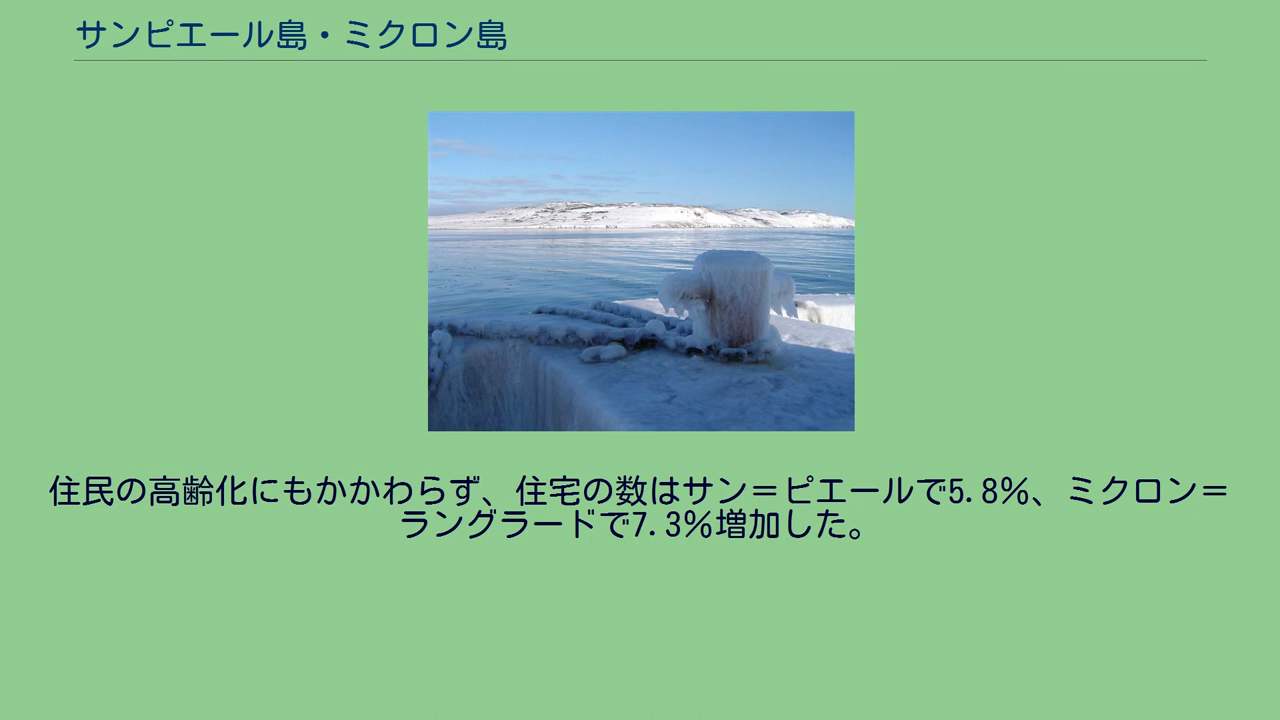 サンピエール島・ミクロン島
住民の高齢化にもかかわらず、住宅の数はサン＝ピエールで5.8%、ミクロン＝
ラングラードで7.3%増加した。